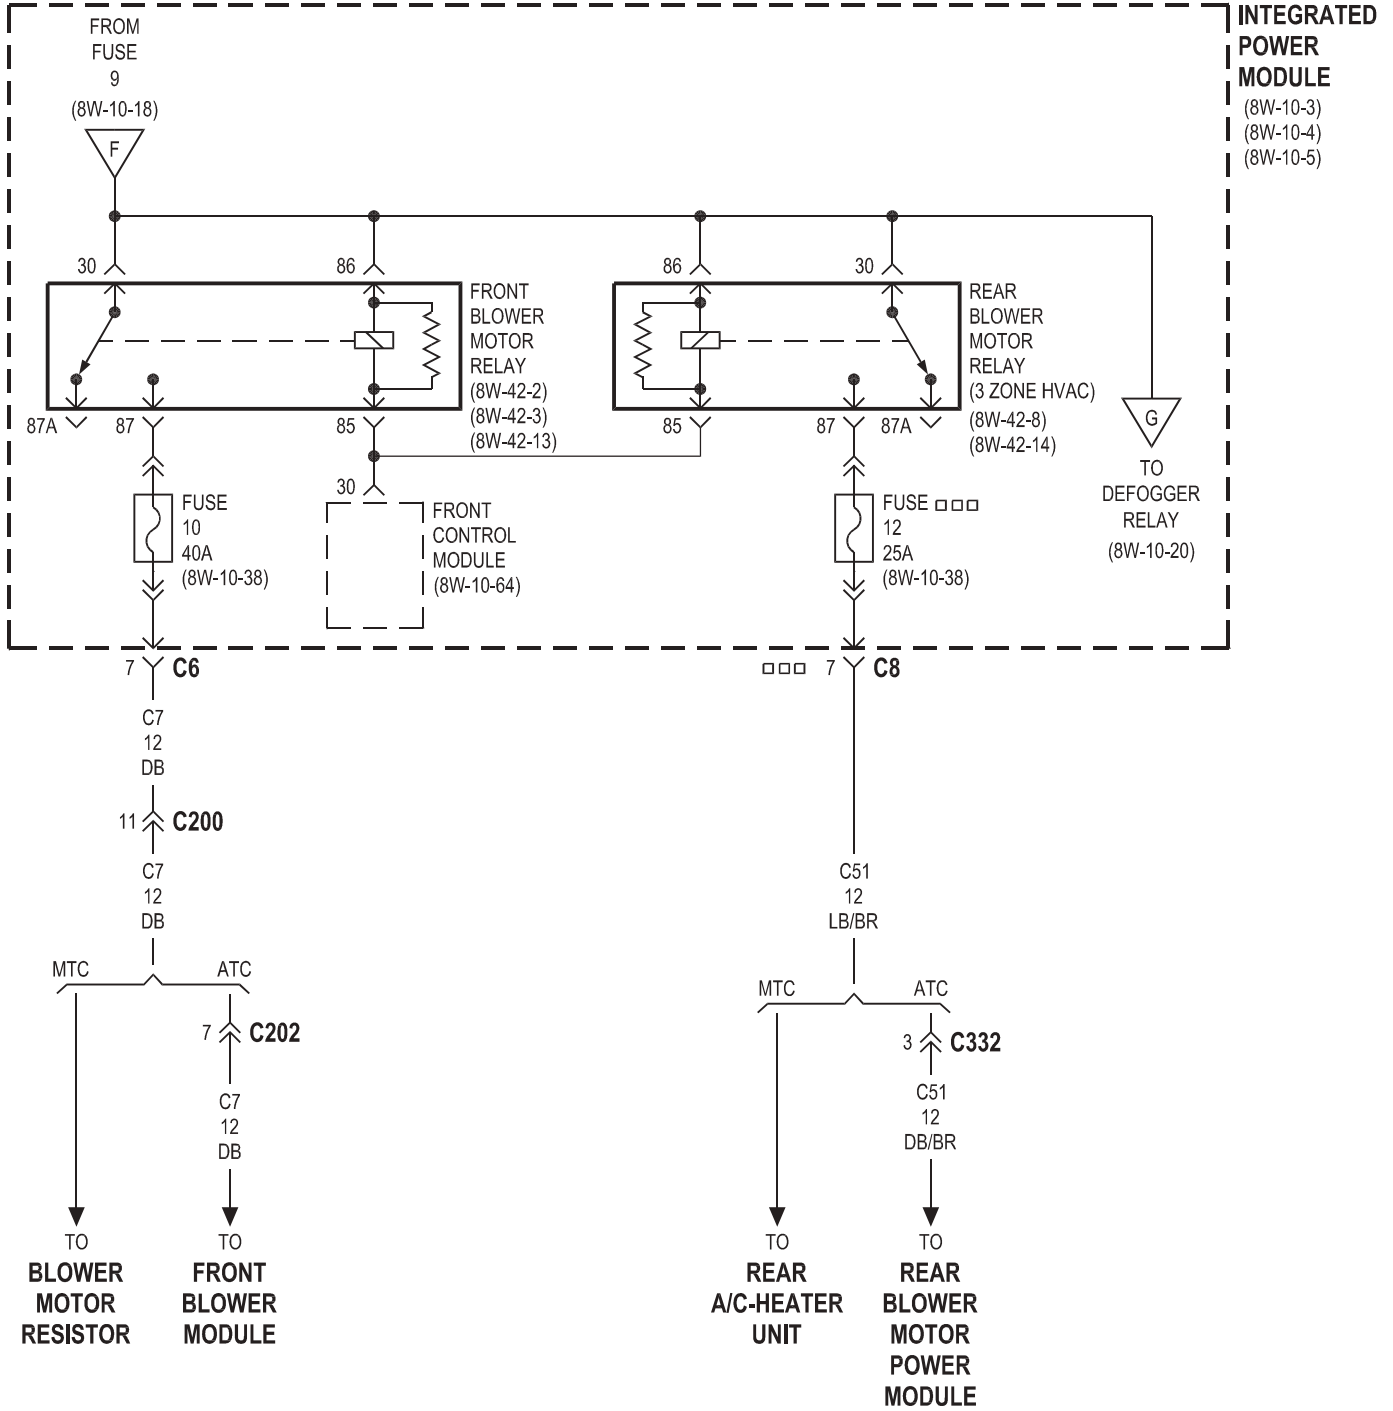 INTEGRATED
POWER
MODULE
(8W-10-3)
(8W-10-4)
(8W-10-5)
FROM
FUSE
9
(8W-10-18)
F
30
86
86
30
FRONT
BLOWER
MOTOR
RELAY
(8W-42-2)
(8W-42-3)
(8W-42-13)
REAR
BLOWER
MOTOR
RELAY
(3 ZONE HVAC)
(8W-42-8)
(8W-42-14)
87A
87
85
85
87
87A
G
TO
DEFOGGER
RELAY
(8W-10-20)
30
FUSE
10
40A
(8W-10-38)
FRONT
CONTROL
MODULE
(8W-10-64)
FUSE
12
25A
(8W-10-38)
7 C6
7 C8
C7
12
DB
11 C200
C7
12
DB
C51
12
LB/BR
MTC ATC
MTC ATC
7 C202
3 C332
C7
12
DB
C51
12
DB/BR
TO
BLOWER
MOTOR
RESISTOR
TO
FRONT
BLOWER
MODULE
TO
REAR
A/C-HEATER
UNIT
TO
REAR
BLOWER
MOTOR
POWER
MODULE